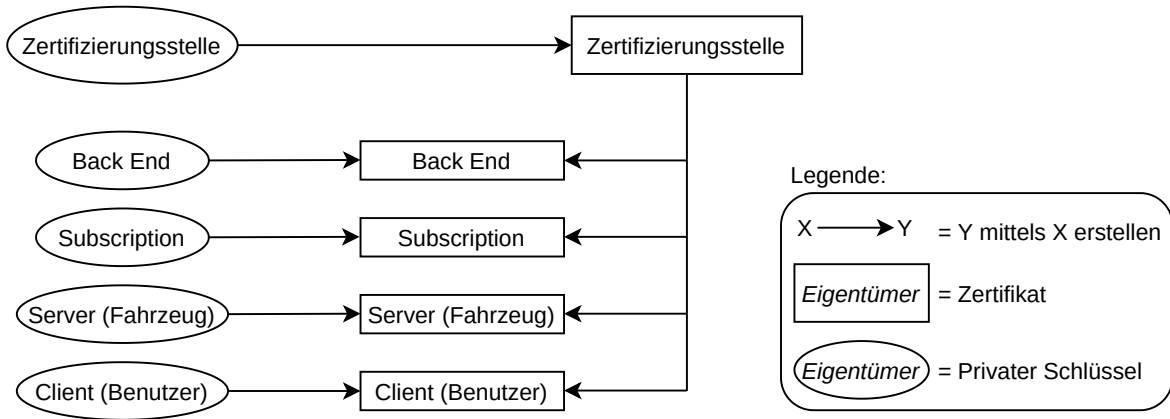 Zertifizierungsstelle
Zertifizierungsstelle
Back End
Back End
Subscription
Subscription
Server (Fahrzeug)
Server (Fahrzeug)
Client (Benutzer)
Client (Benutzer)
Legende:
X Y = Y mittels X erstellen
Eigentümer = Zertifikat
Eigentümer = Privater Schlüssel